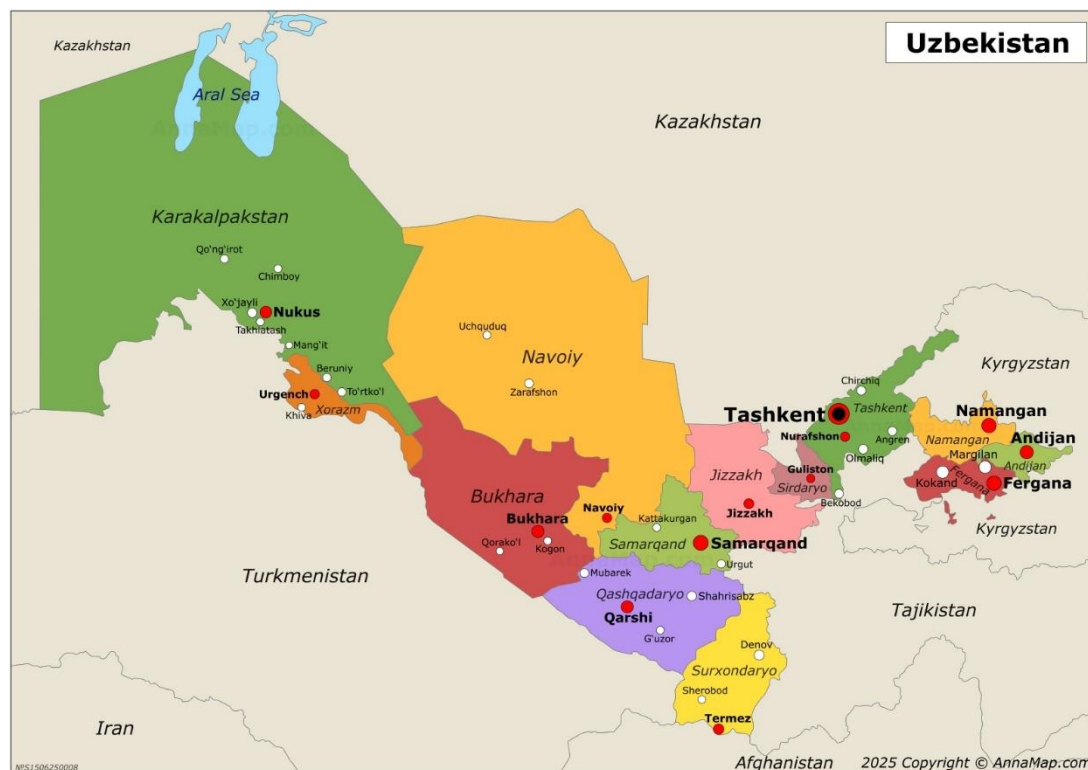 Uzbekistan
Kazakhstan
Aral Sea
AnnaMap.com
Kazakhstan
Karakalpakstan
Qo'ng'irot
Chimboy
Xo'jayli
Nukus
Takhiatash
Mang'it
Beruniy
Urgench
To'rtko'l
Khiva
Xorazm
Uchquduq
Navoiy
Zarafshon
Kyrgyzstan
Chirchiq
Tashkent
Tashkent
Nurafshon
Angren
Olmaliq
Namangan
Namangan
Andijan
Margilan
Andijan
Kokand
Fergana
Fergana
Guliston
Sirdaryo
Bekobod
Jizzakh
Jizzakh
Bukhara
Bukhara
Navoiy
Kattakurgan
Samarqand
Samarqand
Qorako'l
Kogon
Urgut
Kyrgyzstan
Turkmenistan
Mubarek
Qashqadaryo
Shahrisabz
Qarshi
G'uzor
Tajikistan
Denov
Surxondaryo
Sherobod
Termez
Iran
Afghanistan
№S1506250008
2025 Copyright © AnnaMap.com